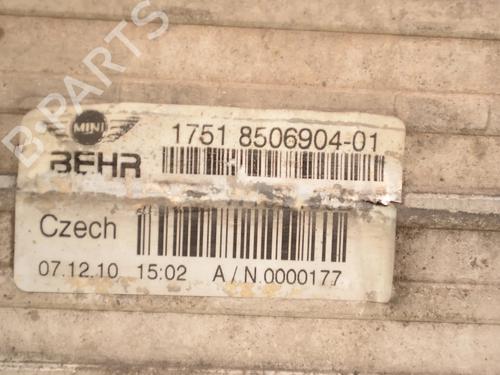 B-PARTS
MINI
1751 8506904-01
BEHR
Czech
07.12.10 15:02 A/N.0000177